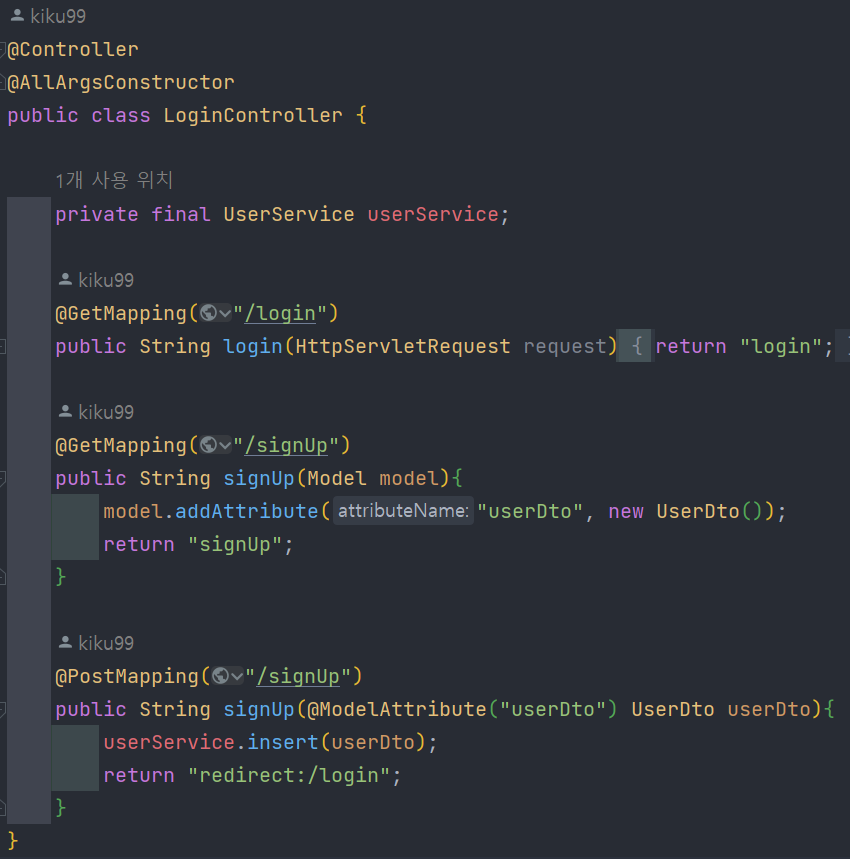 kiku99
@Controller
@AllArgsConstructor
public class LoginController {
1개 사용 위치
private final UserService userService;
kiku99
@GetMapping("/login")
public String login(HttpServletRequest request) { return "login";
kiku99
@GetMapping("/signUp")
public String signUp(Model model){
model.addAttribute( attributeName: "userDto", new UserDto());
return "signUp";
}
kiku99
@PostMapping("/signUp")
public String signUp(@ModelAttribute("userDto") UserDto userDto){
userService.insert(userDto);
return "redirect:/login";
}
}